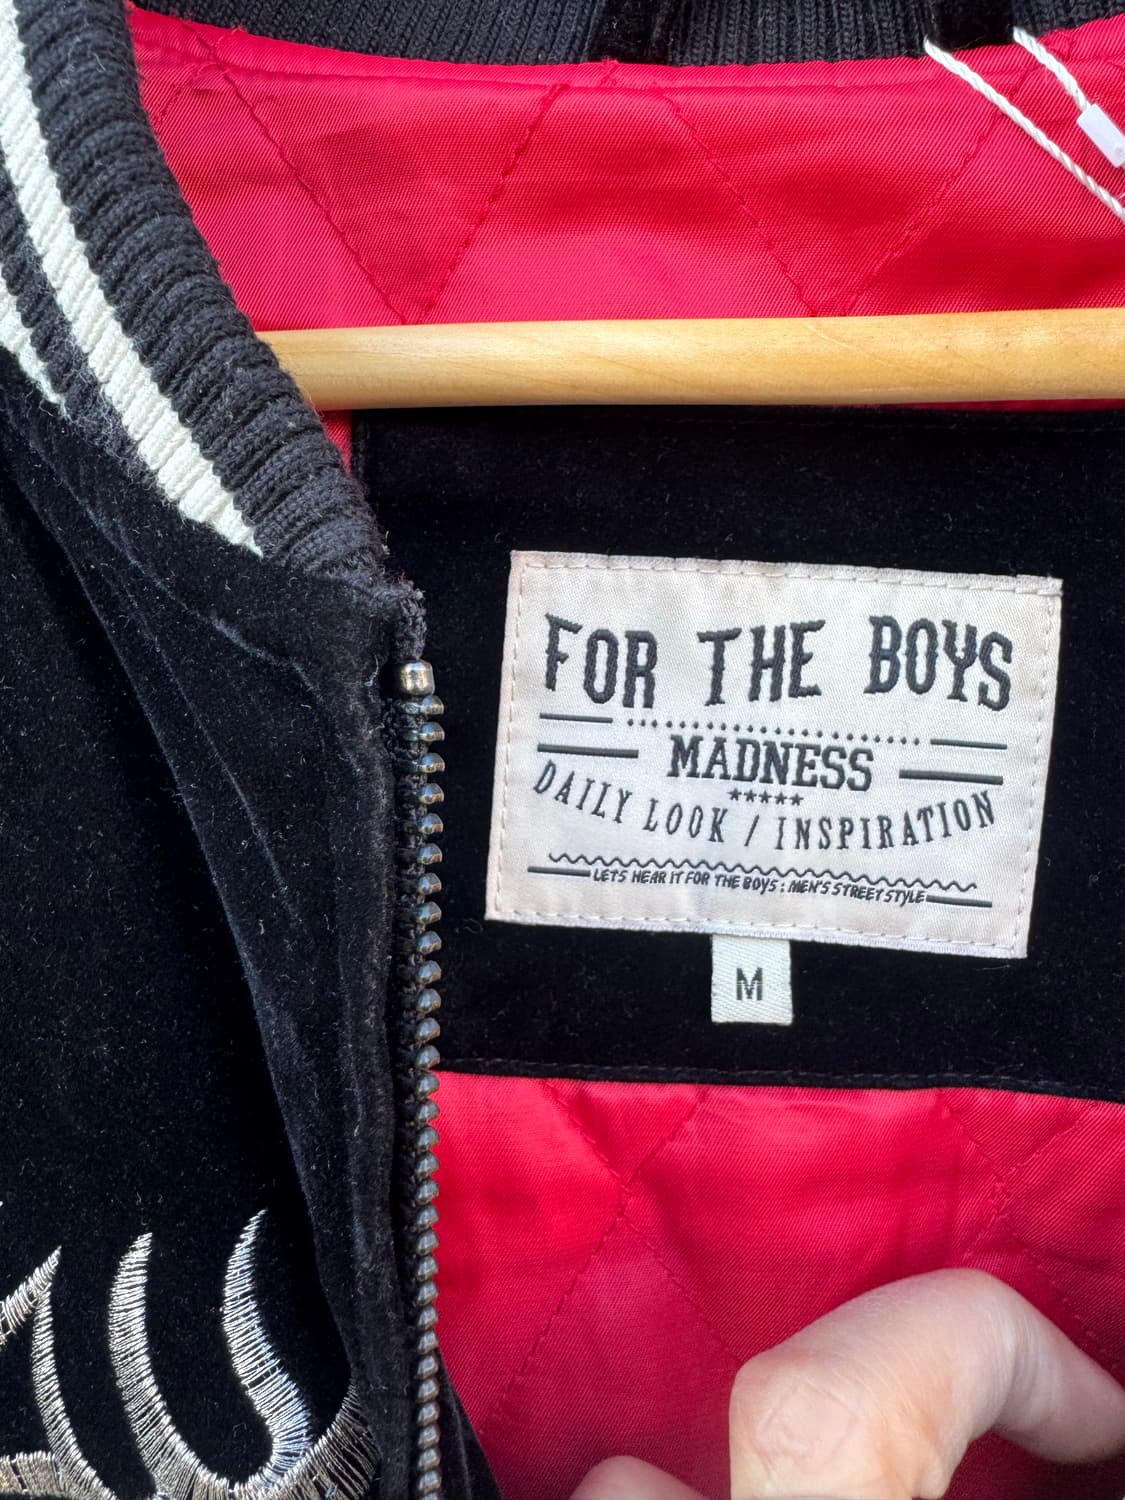 FOR THE BOYS
MADNESS
*****
DAILY LOOK / INSPIRATION
LETS HEAR IT FOR THE BOYS : MEN'S STREET STYLE
M